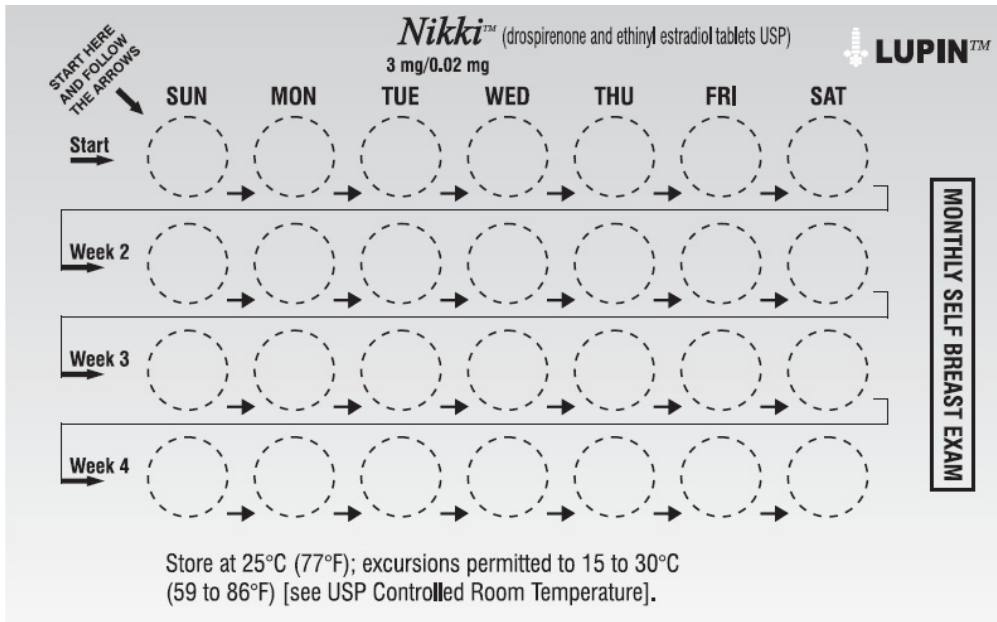 Nikki™ (drospirenone and ethinyl estradiol tablets USP)
3 mg/0.02 mg
LUPIN™
START HERE
AND FOLLOW
THE ARROWS
SUN MON TUE WED THU FRI SAT
Start
Week 2
Week 3
Week 4
MONTHLY SELF BREAST EXAM
Store at 25°C (77°F); excursions permitted to 15 to 30°C
(59 to 86°F) [see USP Controlled Room Temperature].